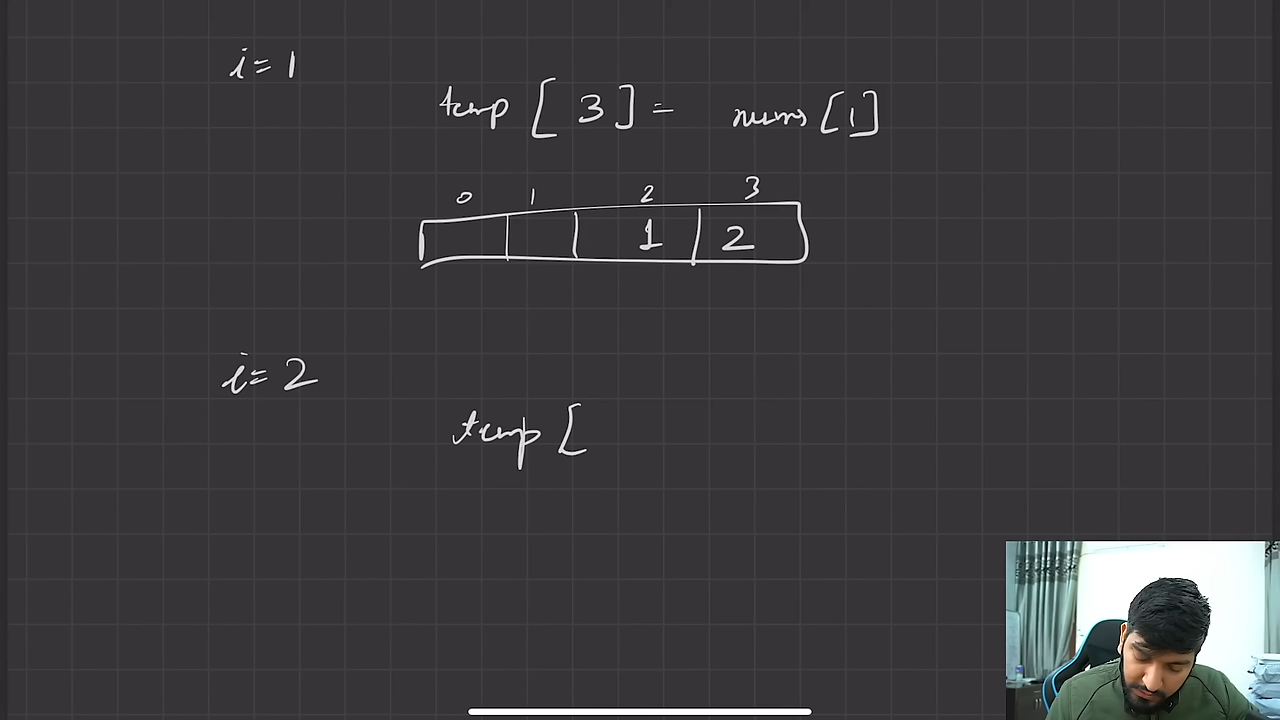 i = 1
temp [ 3 ] = nums [1]
0 1 2 3
1 2
i = 2
temp [